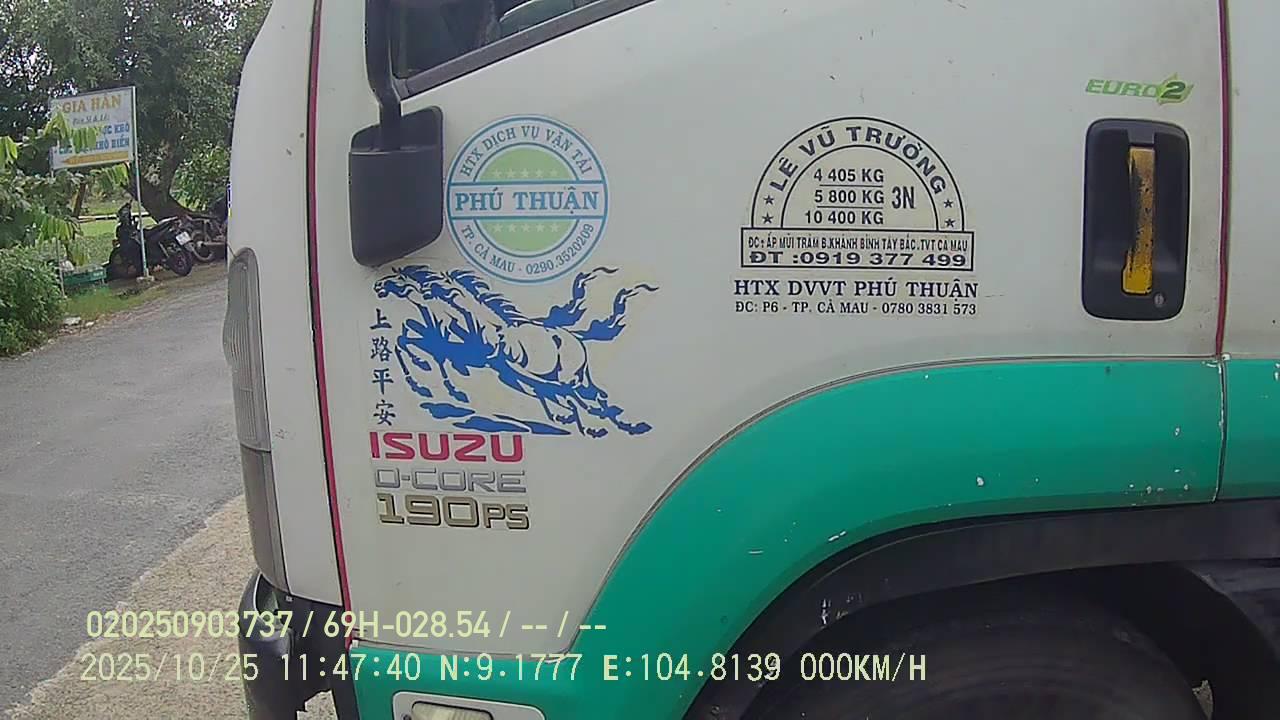 GIA HÂN
KHÔ
KHÔ BIỂN
HTX DỊCH VỤ VẬN TẢI
PHÚ THUẬN
TP. CÀ MAU - 0290.3520209
上路平安
ISUZU
D-CORE
190PS
LÊ VŨ TRƯỜNG
4 405 KG
5 800 KG
10 400 KG
3N
ĐC: ẤP MŨI TRÀM B.KHÁNH BÌNH TÂY BẮC.TVT CÀ MAU
ĐT :0919 377 499
HTX DVVT PHÚ THUẬN
ĐC: P6 - TP. CÀ MAU - 0780 3831 573
EURO2
020250903737 / 69H-028.54 / -- / --
2025/10/25 11:47:40 N:9.1777 E:104.8139 000KM/H